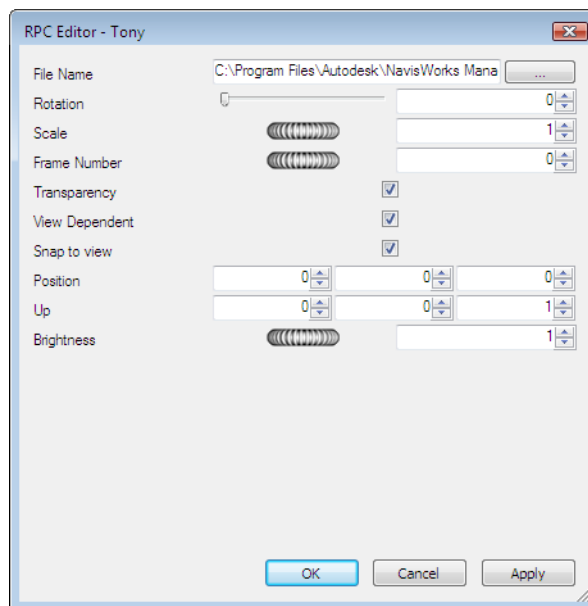 RPC Editor - Tony
File Name C:\Program Files\Autodesk\NavisWorks Mana ...
Rotation 0
Scale 1
Frame Number 0
Transparency
View Dependent
Snap to view
Position 0 0 0
Up 0 0 1
Brightness 1
OK Cancel Apply